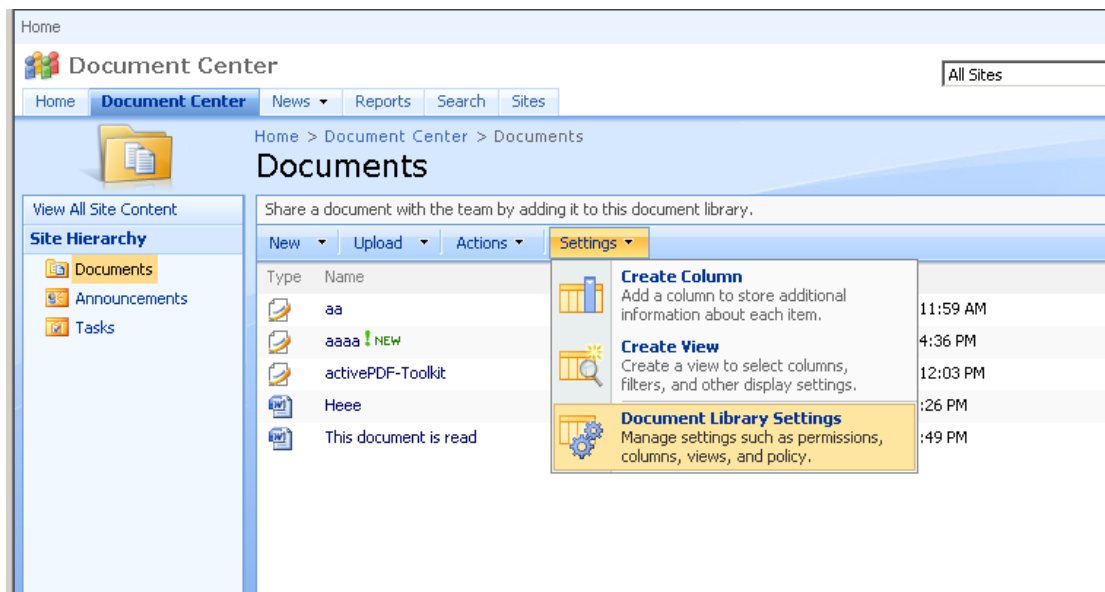 Home
Document Center
All Sites
Home Document Center News Reports Search Sites
Home > Document Center > Documents
Documents
View All Site Content
Share a document with the team by adding it to this document library.
Site Hierarchy
New Upload Actions Settings
Documents
Announcements
Tasks
Type Name
aa
11:59 AM
aaaa ! NEW
4:36 PM
activePDF-Toolkit
12:03 PM
Heee
:26 PM
This document is read
:49 PM
Create Column
Add a column to store additional
information about each item.
Create View
Create a view to select columns,
filters, and other display settings.
Document Library Settings
Manage settings such as permissions,
columns, views, and policy.